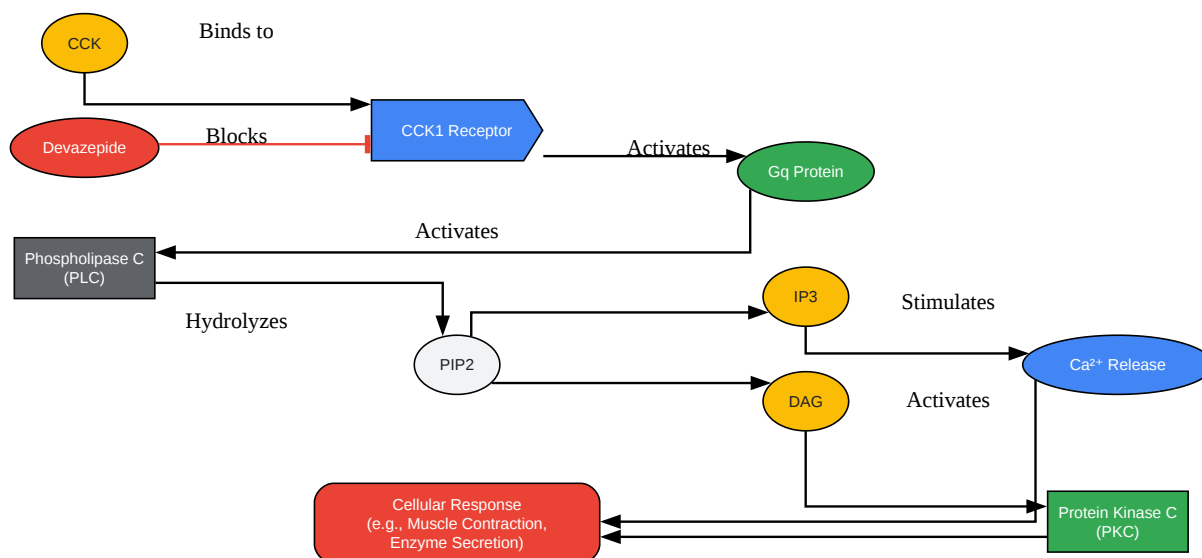 CCK
Binds to
CCK1 Receptor
Devazepide
Blocks
Activates
Gq Protein
Activates
Phospholipase C
(PLC)
Hydrolyzes
IP3
Stimulates
PIP2
Ca²⁺ Release
DAG
Activates
Cellular Response
(e.g., Muscle Contraction,
Enzyme Secretion)
Protein Kinase C
(PKC)